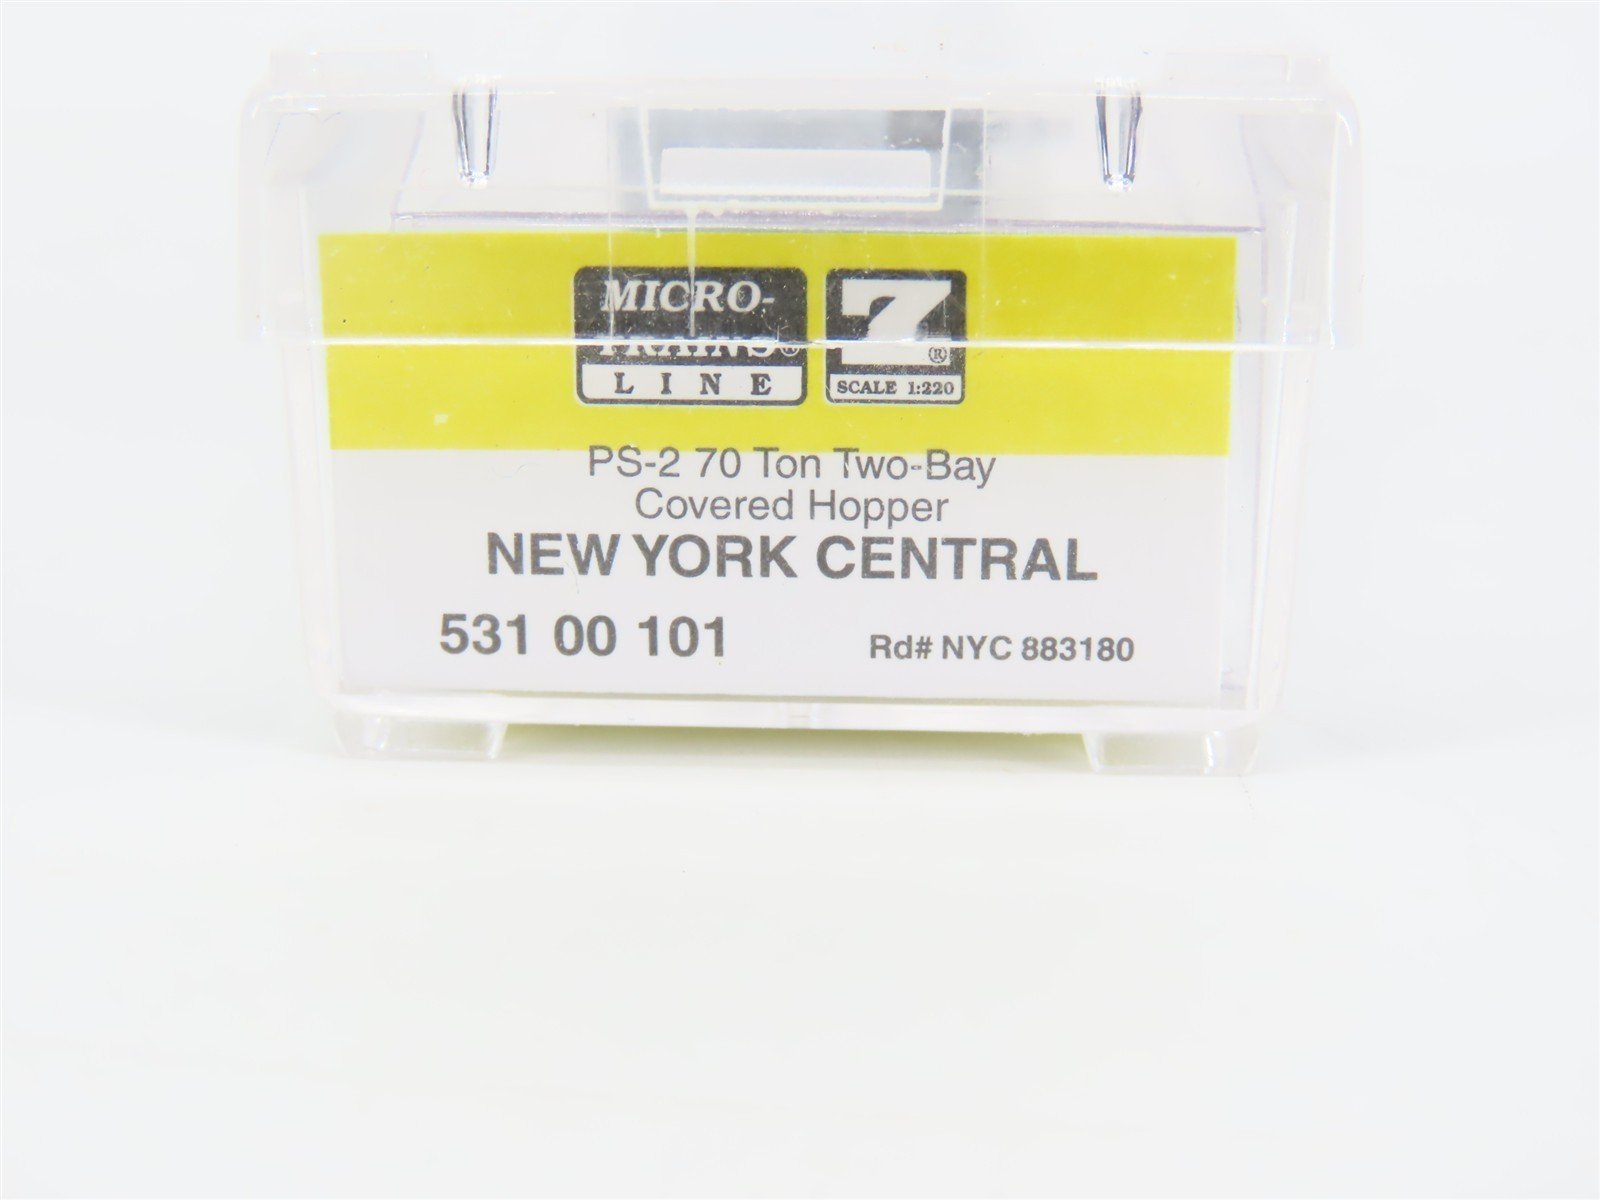 MICRO-
TRAINS®
LINE
Z®
SCALE 1:220
PS-2 70 Ton Two-Bay
Covered Hopper
NEW YORK CENTRAL
531 00 101
Rd# NYC 883180